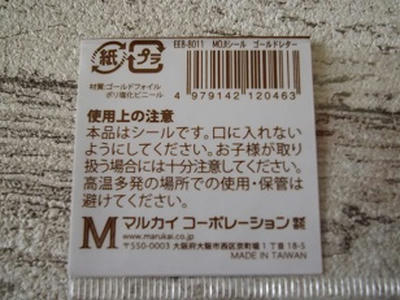 紙 プラ
EEB-8011 MOJIシール ゴールドレター
4 979142 120463
材質:ゴールドフォイル
ポリ塩化ビニール
使用上の注意
本品はシールです。口に入れない
ようにしてください。お子様が取り
扱う場合には十分注意してください。
高温多発の場所での使用・保管は
避けてください。
M マルカイ コーポレーション 株式会社
www.marukai.co.jp
〒550-0003 大阪府大阪市西区京町堀1丁目18-5
MADE IN TAIWAN